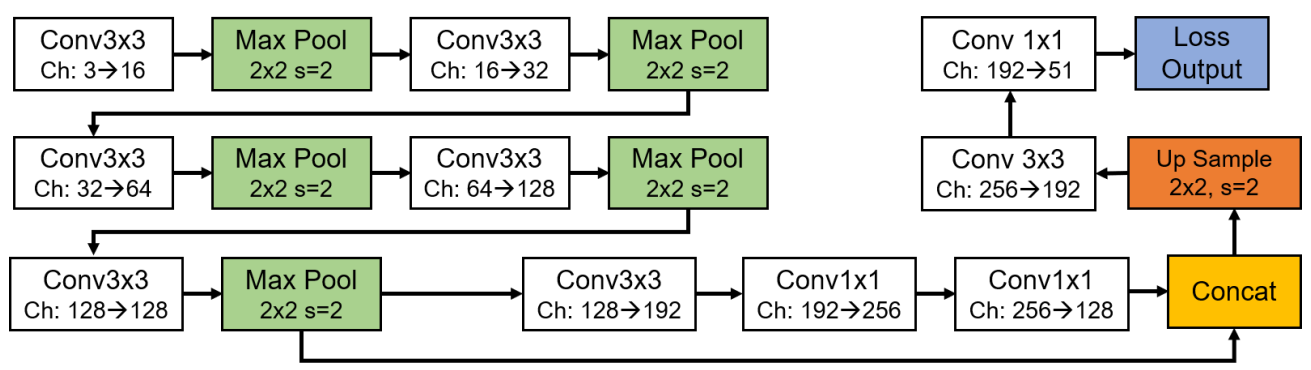 Conv3x3
Ch: 3→16
Max Pool
2x2 s=2
Conv3x3
Ch: 16→32
Max Pool
2x2 s=2
Conv3x3
Ch: 32→64
Max Pool
2x2 s=2
Conv3x3
Ch: 64→128
Max Pool
2x2 s=2
Conv3x3
Ch: 128→128
Max Pool
2x2 s=2
Conv3x3
Ch: 128→192
Conv1x1
Ch: 192→256
Conv1x1
Ch: 256→128
Concat
Up Sample
2x2, s=2
Conv 3x3
Ch: 256→192
Conv 1x1
Ch: 192→51
Loss
Output